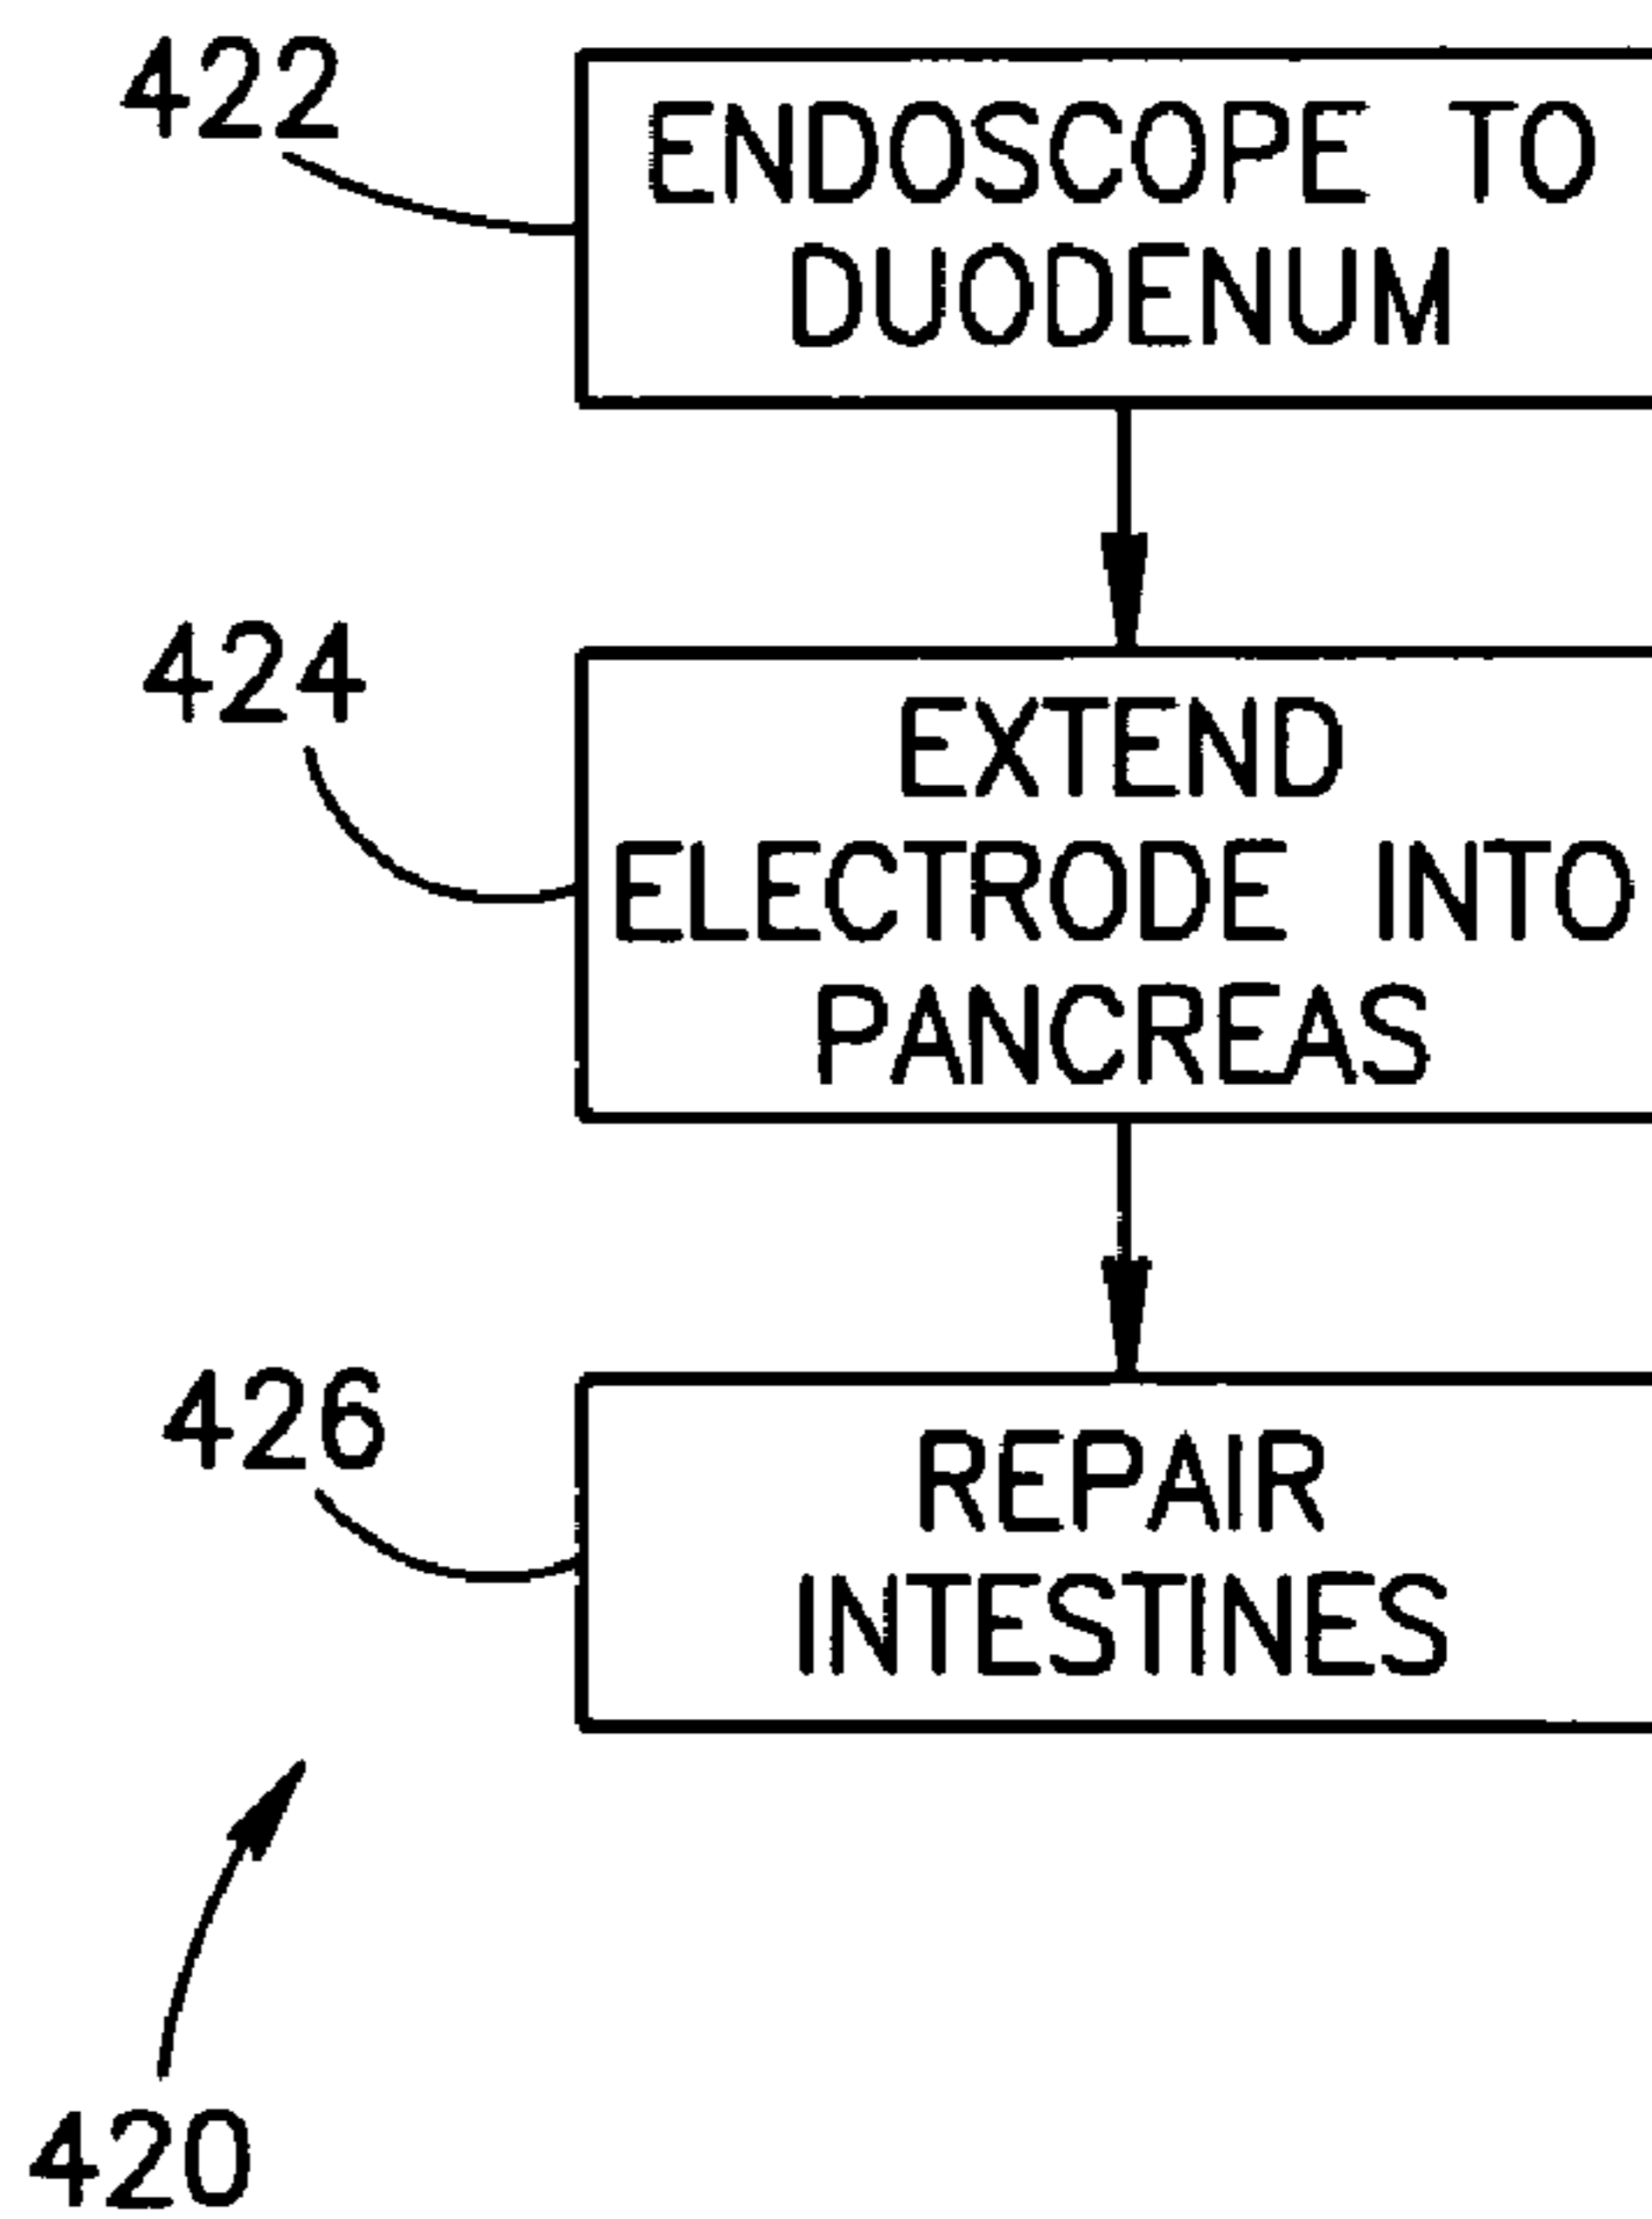 422
ENDOSCOPE TO
DUODENUM
424
EXTEND
ELECTRODE INTO
PANCREAS
426
REPAIR
INTESTINES
420